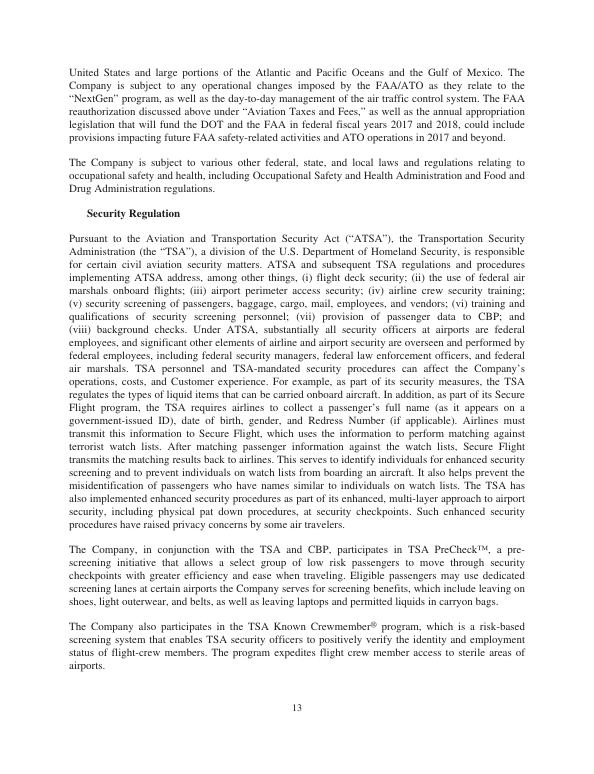 United States and large portions of the Atlantic and Pacific Oceans and the Gulf of Mexico. The
Company is subject to any operational changes imposed by the FAA/ATO as they relate to the
“NextGen” program, as well as the day-to-day management of the air traffic control system. The FAA
reauthorization discussed above under “Aviation Taxes and Fees,” as well as the annual appropriation
legislation that will fund the DOT and the FAA in federal fiscal years 2017 and 2018, could include
provisions impacting future FAA safety-related activities and ATO operations in 2017 and beyond.
The Company is subject to various other federal, state, and local laws and regulations relating to
occupational safety and health, including Occupational Safety and Health Administration and Food and
Drug Administration regulations.
Security Regulation
Pursuant to the Aviation and Transportation Security Act (“ATSA”), the Transportation Security
Administration (the “TSA”), a division of the U.S. Department of Homeland Security, is responsible
for certain civil aviation security matters. ATSA and subsequent TSA regulations and procedures
implementing ATSA address, among other things, (i) flight deck security; (ii) the use of federal air
marshals onboard flights; (iii) airport perimeter access security; (iv) airline crew security training;
(v) security screening of passengers, baggage, cargo, mail, employees, and vendors; (vi) training and
qualifications of security screening personnel; (vii) provision of passenger data to CBP; and
(viii) background checks. Under ATSA, substantially all security officers at airports are federal
employees, and significant other elements of airline and airport security are overseen and performed by
federal employees, including federal security managers, federal law enforcement officers, and federal
air marshals. TSA personnel and TSA-mandated security procedures can affect the Company’s
operations, costs, and Customer experience. For example, as part of its security measures, the TSA
regulates the types of liquid items that can be carried onboard aircraft. In addition, as part of its Secure
Flight program, the TSA requires airlines to collect a passenger’s full name (as it appears on a
government-issued ID), date of birth, gender, and Redress Number (if applicable). Airlines must
transmit this information to Secure Flight, which uses the information to perform matching against
terrorist watch lists. After matching passenger information against the watch lists, Secure Flight
transmits the matching results back to airlines. This serves to identify individuals for enhanced security
screening and to prevent individuals on watch lists from boarding an aircraft. It also helps prevent the
misidentification of passengers who have names similar to individuals on watch lists. The TSA has
also implemented enhanced security procedures as part of its enhanced, multi-layer approach to airport
security, including physical pat down procedures, at security checkpoints. Such enhanced security
procedures have raised privacy concerns by some air travelers.
The Company, in conjunction with the TSA and CBP, participates in TSA PreCheck™, a pre-
screening initiative that allows a select group of low risk passengers to move through security
checkpoints with greater efficiency and ease when traveling. Eligible passengers may use dedicated
screening lanes at certain airports the Company serves for screening benefits, which include leaving on
shoes, light outerwear, and belts, as well as leaving laptops and permitted liquids in carryon bags.
The Company also participates in the TSA Known Crewmember® program, which is a risk-based
screening system that enables TSA security officers to positively verify the identity and employment
status of flight-crew members. The program expedites flight crew member access to sterile areas of
airports.
13